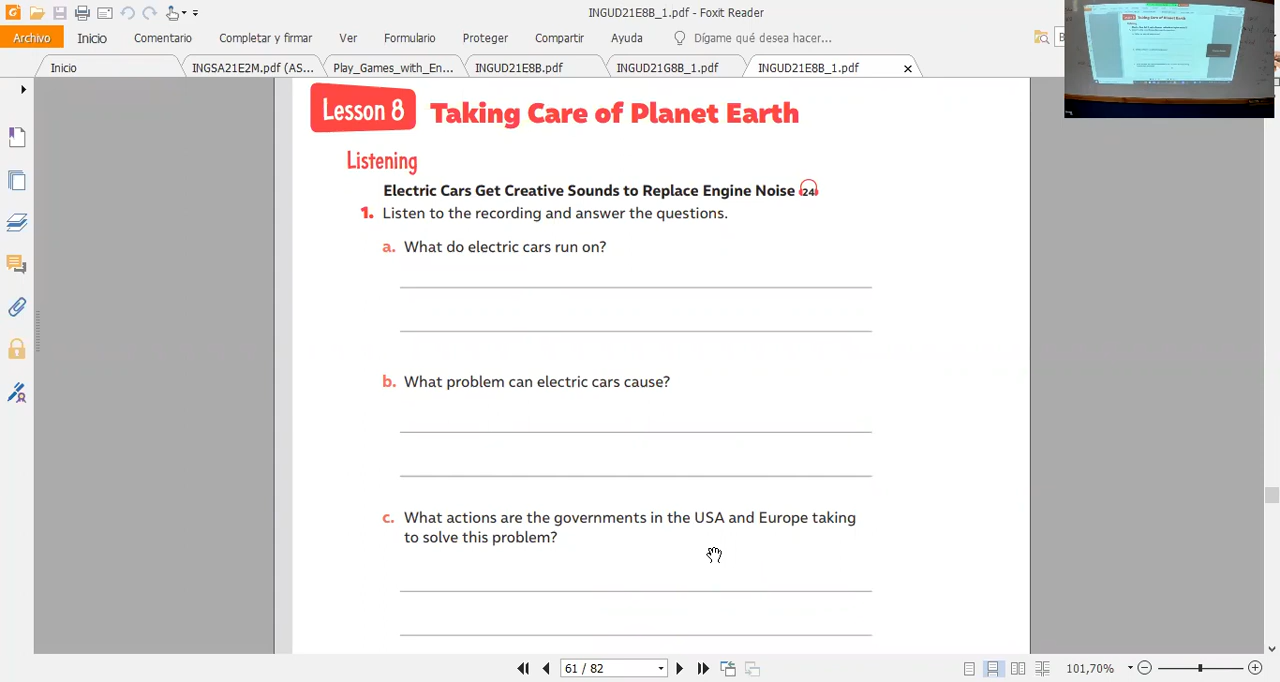 INGUD21E8B_1.pdf - Foxit Reader
Archivo Inicio Comentario Completar y firmar Ver Formulario Proteger Compartir Ayuda Dígame qué desea hacer...
Inicio INGSA21E2M.pdf (AS... Play_Games_with_En... INGUD21E8B.pdf INGUD21G8B_1.pdf INGUD21E8B_1.pdf
Lesson 8 Taking Care of Planet Earth
Listening
Electric Cars Get Creative Sounds to Replace Engine Noise 24
1. Listen to the recording and answer the questions.
a. What do electric cars run on?
b. What problem can electric cars cause?
c. What actions are the governments in the USA and Europe taking
to solve this problem?
61 / 82 101,70%